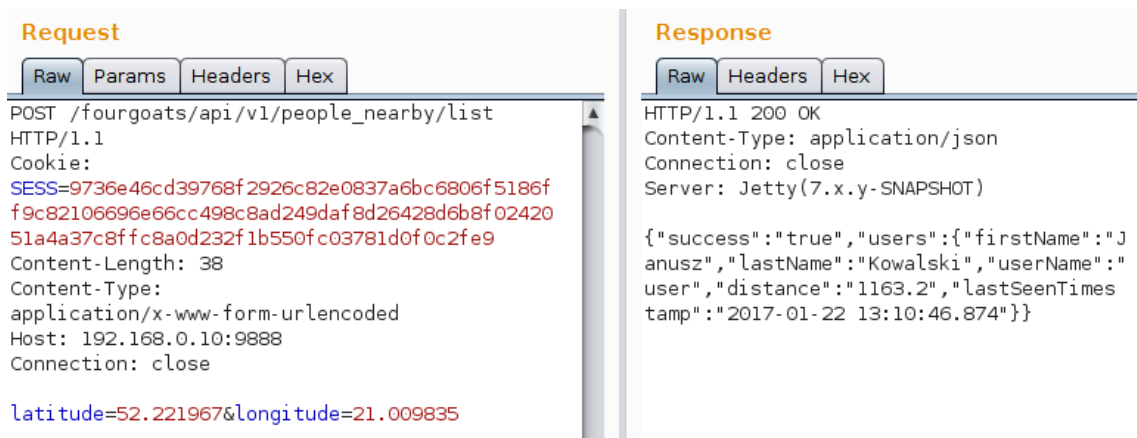 Request
Raw Params Headers Hex
POST /fourgoats/api/v1/people_nearby/list
HTTP/1.1
Cookie:
SESS=9736e46cd39768f2926c82e0837a6bc6806f5186f
f9c82106696e66cc498c8ad249daf8d26428d6b8f02420
51a4a37c8ffc8a0d232f1b550fc03781d0f0c2fe9
Content-Length: 38
Content-Type:
application/x-www-form-urlencoded
Host: 192.168.0.10:9888
Connection: close
latitude=52.221967&longitude=21.009835
Response
Raw Headers Hex
HTTP/1.1 200 OK
Content-Type: application/json
Connection: close
Server: Jetty(7.x.y-SNAPSHOT)
{"success":"true","users":{"firstName":"J
anusz","lastName":"Kowalski","userName":"
user","distance":"1163.2","lastSeenTimes
tamp":"2017-01-22 13:10:46.874"}}